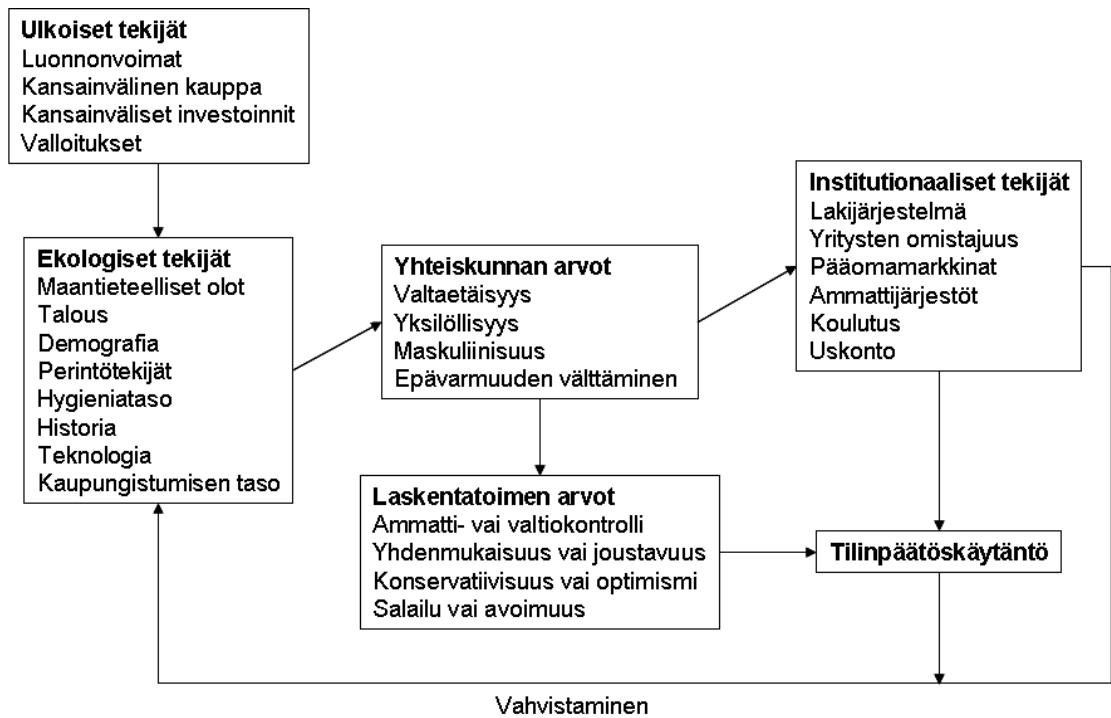 Ulkoiset tekijät
Luonnonvoimat
Kansainvälinen kauppa
Kansainväliset investoinnit
Valloitukset
Ekologiset tekijät
Maantieteelliset olot
Talous
Demografia
Perintötekijät
Hygieniataso
Historia
Teknologia
Kaupungistumisen taso
Yhteiskunnan arvot
Valtaetäisyys
Yksilöllisyys
Maskuliinisuus
Epävarmuuden välttäminen
Institutionaaliset tekijät
Lakijärjestelmä
Yritysten omistajuus
Pääomamarkkinat
Ammattijärjestöt
Koulutus
Uskonto
Laskentatoimen arvot
Ammatti- vai valtiokontrolli
Yhdenmukaisuus vai joustavuus
Konservatiivisuus vai optimismi
Salailu vai avoimuus
Tilinpäätöskäytäntö
Vahvistaminen